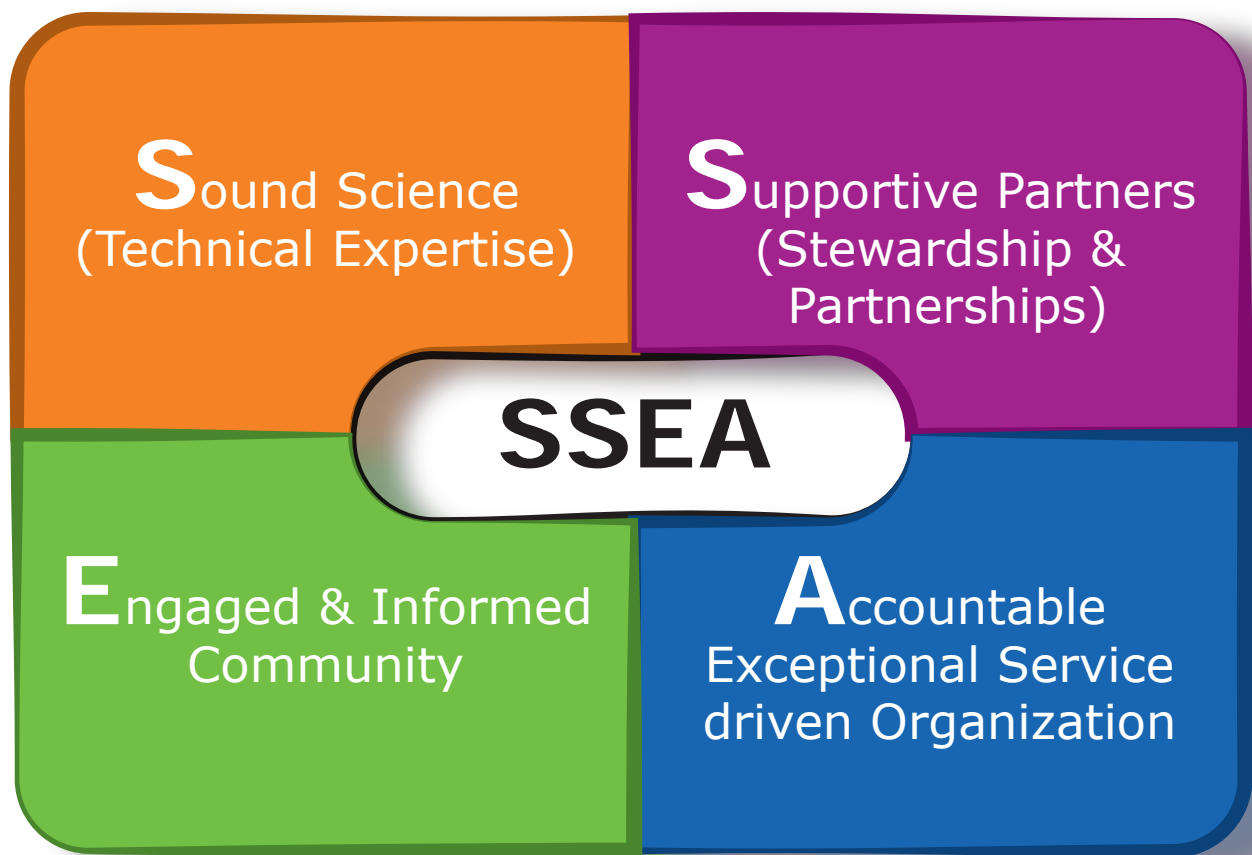 Sound Science
(Technical Expertise)
Supportive Partners
(Stewardship &
Partnerships)
SSEA
Engaged & Informed
Community
Accountable
Exceptional Service
driven Organization